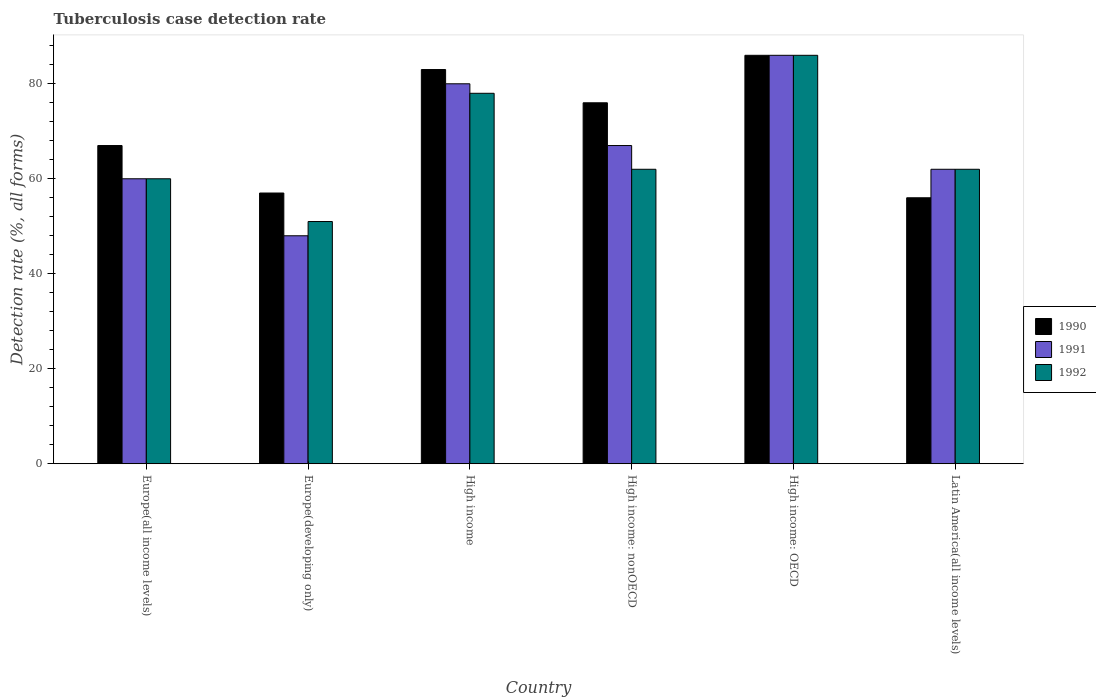 Tuberculosis case detection rate
Detection rate (%, all forms)
80
60
40
20
0
Europe(all income levels)
Europe(developing only)
High income
High income: nonOECD
High income: OECD
Latin America(all income levels)
Country
1990
1991
1992